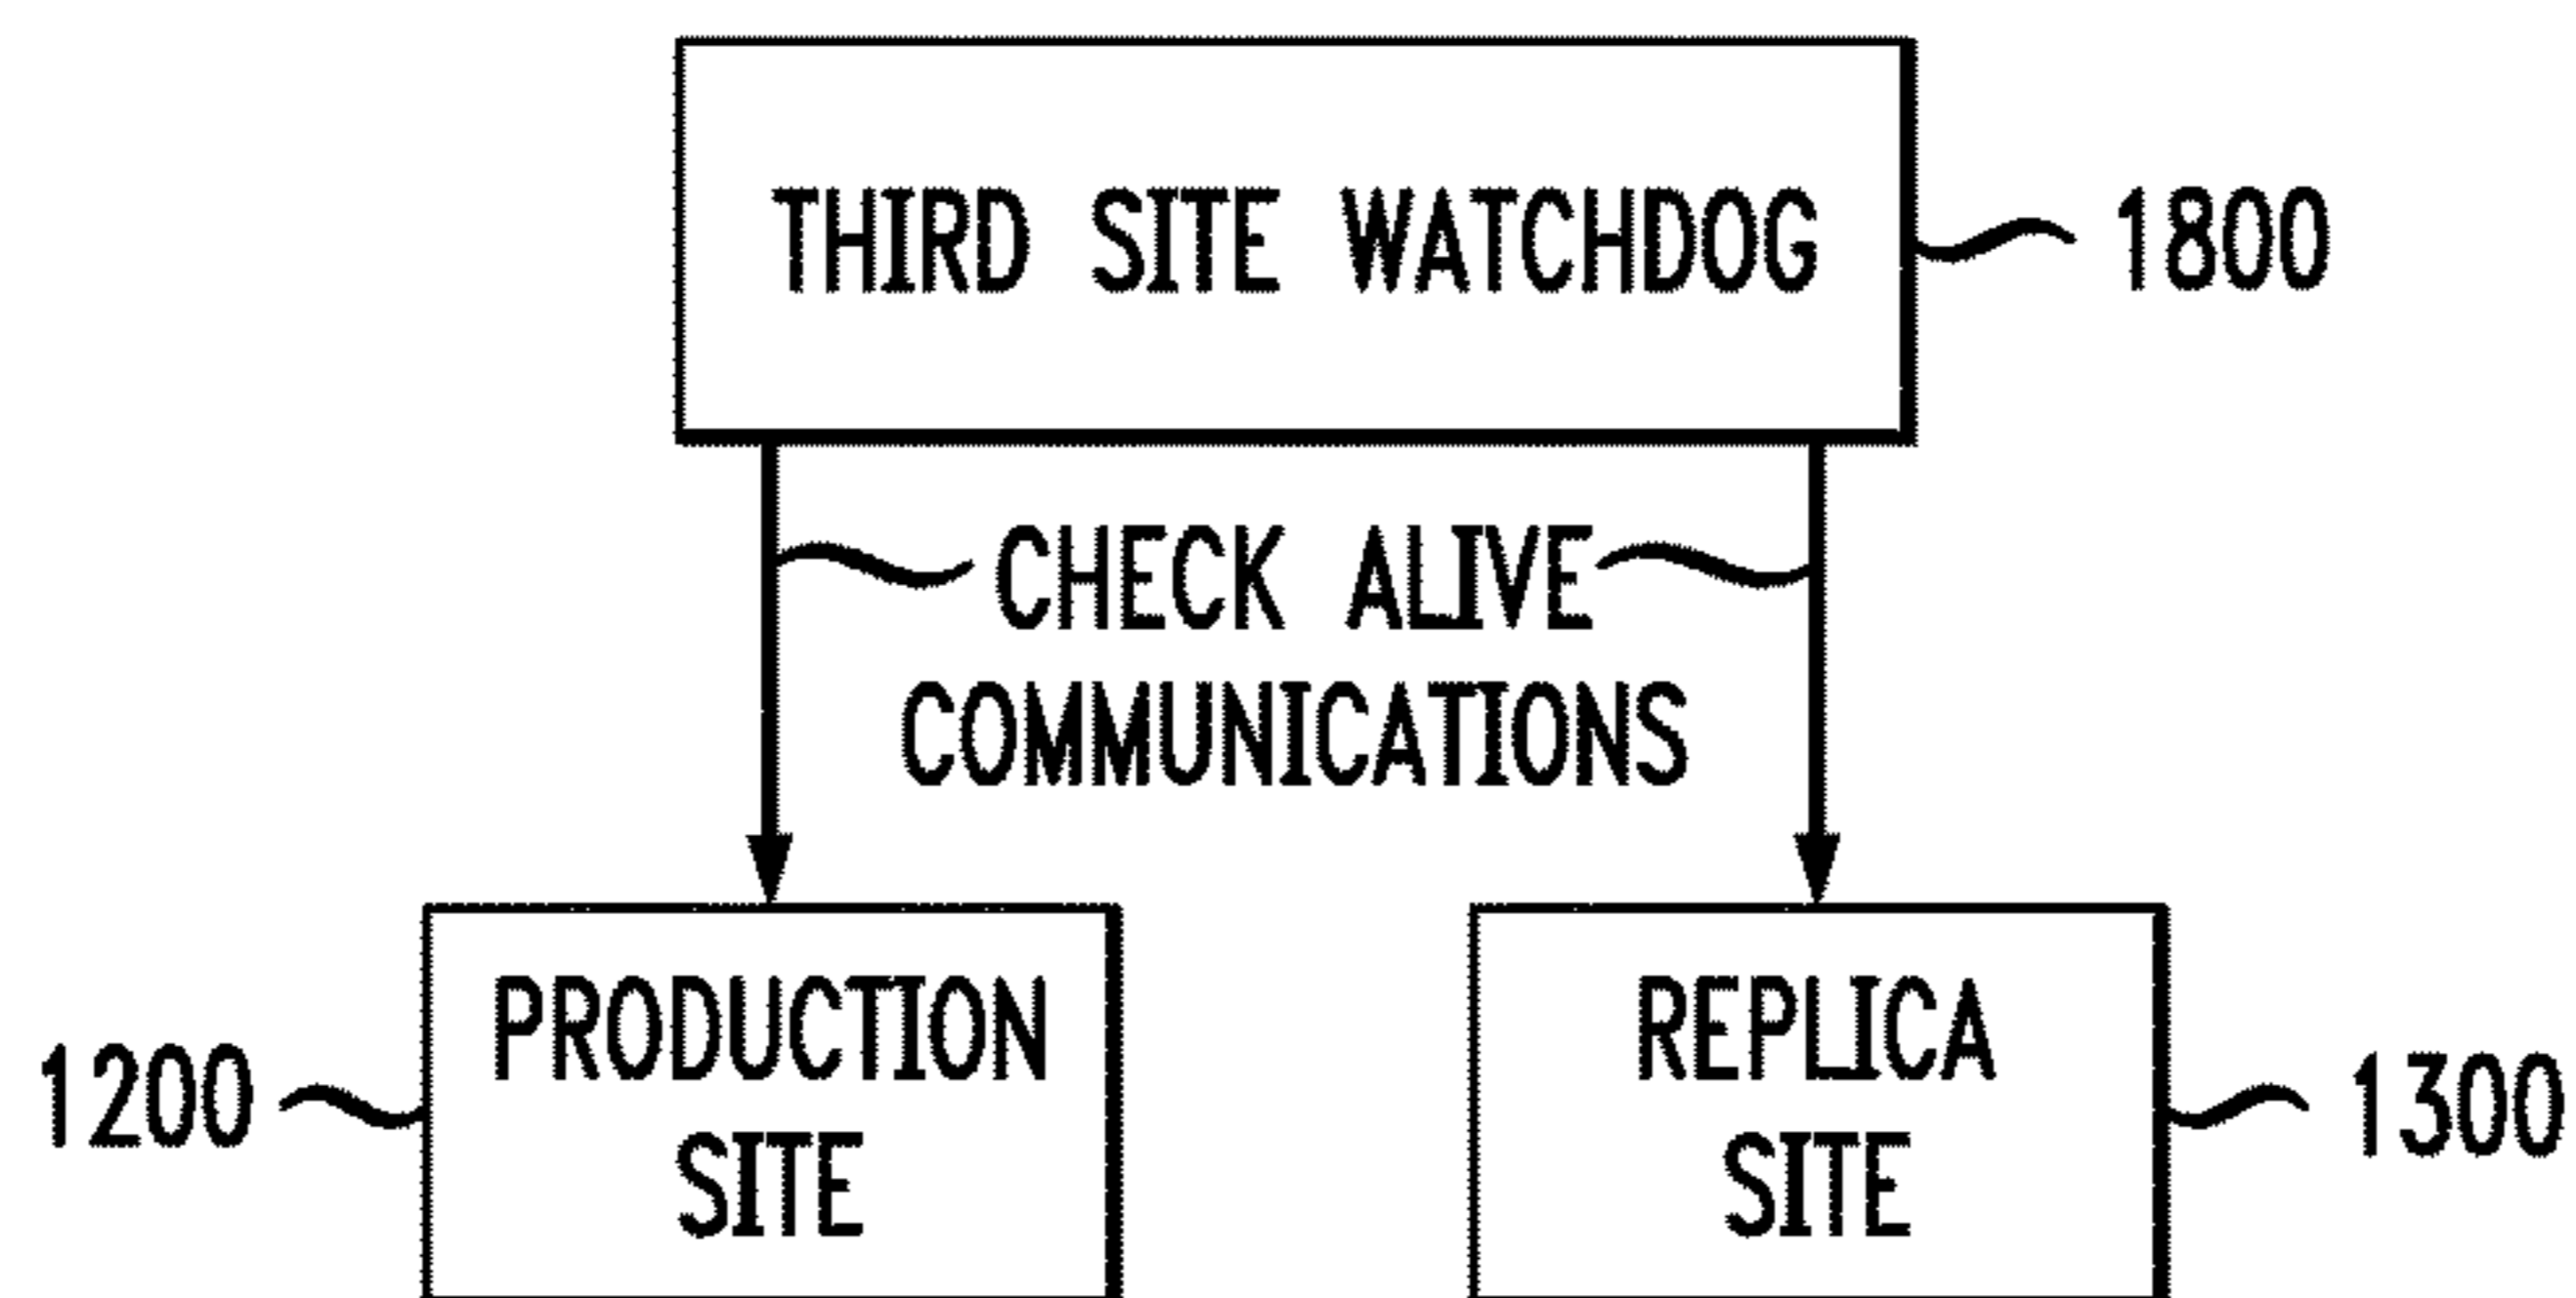 THIRD SITE WATCHDOG
1800
CHECK ALIVE
COMMUNICATIONS
1200
PRODUCTION
SITE
REPLICA
SITE
1300